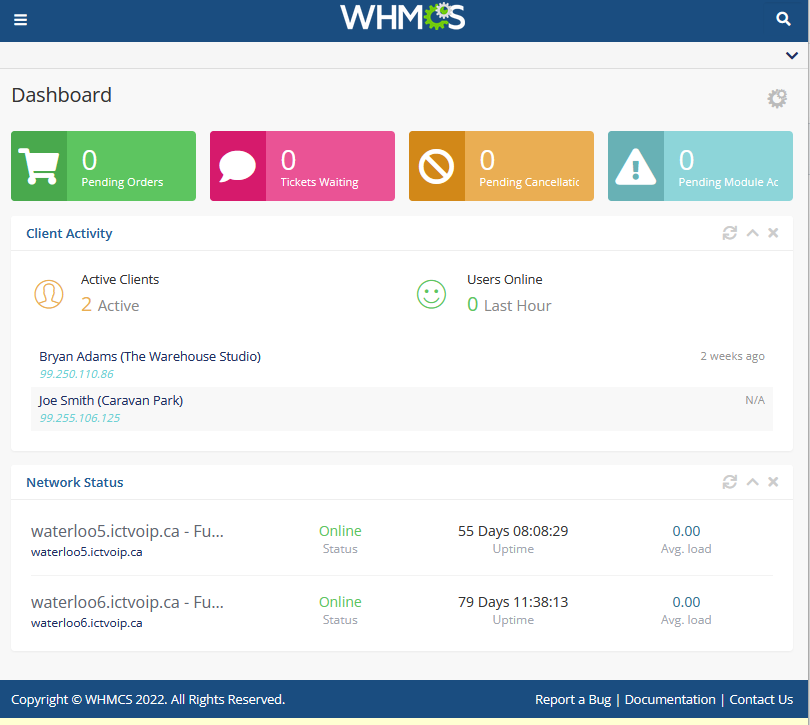 WHMCS
Dashboard
0
Pending Orders
0
Tickets Waiting
0
Pending Cancellatic
0
Pending Module Ac
Client Activity
Active Clients
2 Active
Users Online
0 Last Hour
Bryan Adams (The Warehouse Studio)
2 weeks ago
99.250.110.86
Joe Smith (Caravan Park)
N/A
99.255.106.125
Network Status
waterloo5.ictvoip.ca - Fu...
Online
55 Days 08:08:29
0.00
waterloo5.ictvoip.ca
Status
Uptime
Avg. load
waterloo6.ictvoip.ca - Fu...
Online
79 Days 11:38:13
0.00
waterloo6.ictvoip.ca
Status
Uptime
Avg. load
Copyright © WHMCS 2022. All Rights Reserved.
Report a Bug | Documentation | Contact Us